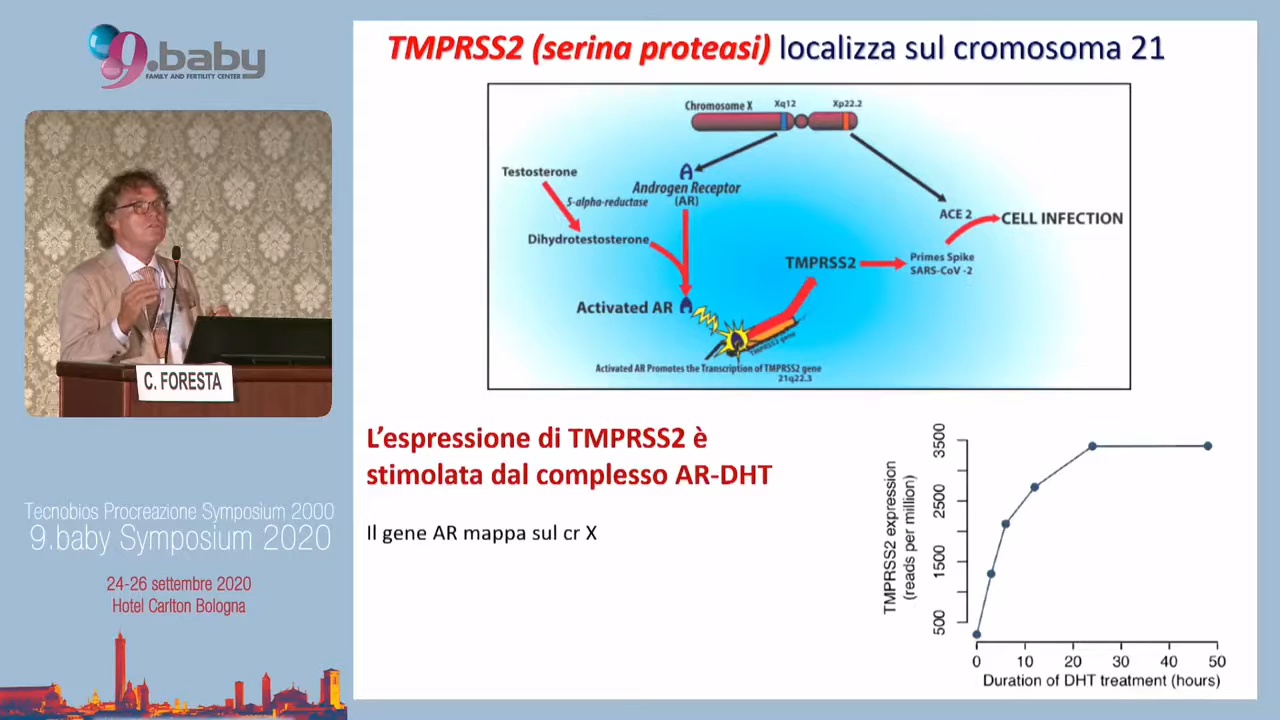 9.baby
FAMILY AND FERTILITY CENTER
C. FORESTA
Tecnobios Procreazione Symposium 2000
9.baby Symposium 2020
24-26 settembre 2020
Hotel Carlton Bologna
TMPRSS2 (serina proteasi) localizza sul cromosoma 21
Chromosome X
Xq12
Xp22.2
Testosterone
5-alpha-reductase
Androgen Receptor
(AR)
Dihydrotestosterone
ACE 2
CELL INFECTION
TMPRSS2
Primes Spike
SARS-CoV -2
Activated AR
TMPRSS2 gene
Activated AR Promotes the Transcription of TMPRSS2 gene
21q22.3
L’espressione di TMPRSS2 è
stimolata dal complesso AR-DHT
Il gene AR mappa sul cr X
TMPRSS2 expression
(reads per million)
3500
2500
1500
500
0 10 20 30 40 50
Duration of DHT treatment (hours)